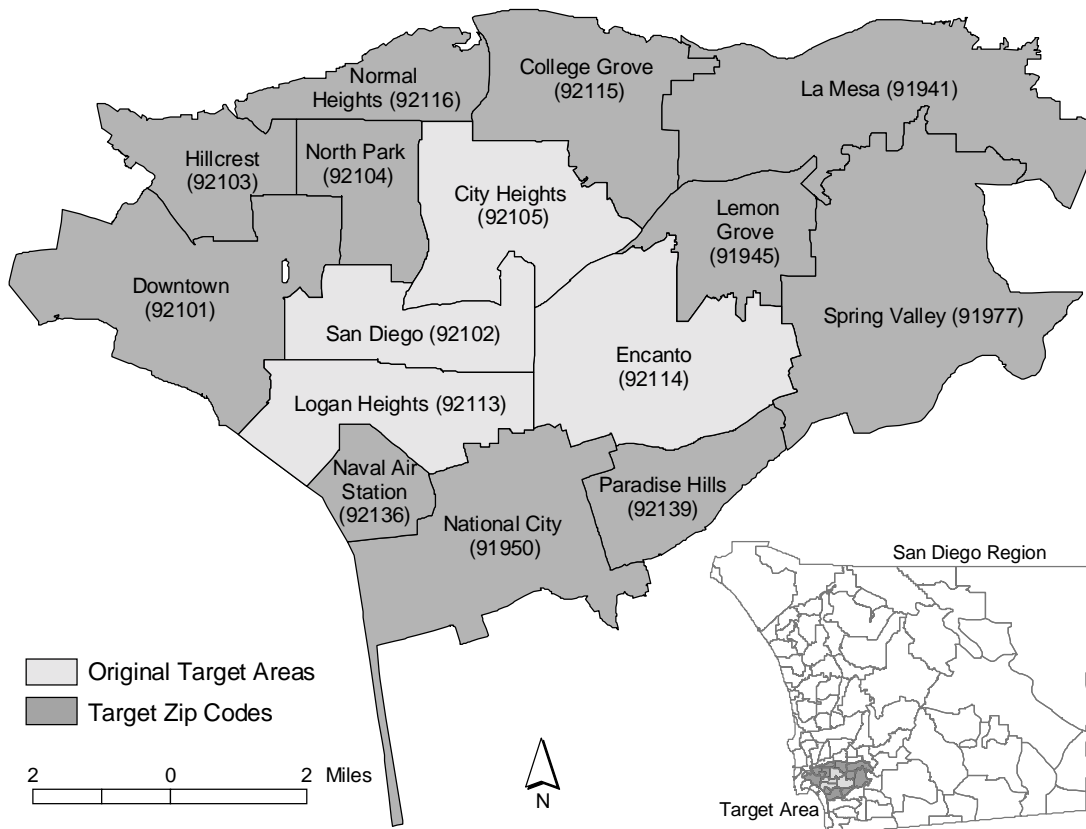 Normal
Heights (92116)
College Grove
(92115)
La Mesa (91941)
Hillcrest
(92103)
North Park
(92104)
City Heights
(92105)
Lemon
Grove
(91945)
Downtown
(92101)
San Diego (92102)
Spring Valley (91977)
Encanto
(92114)
Logan Heights (92113)
Naval Air
Station
(92136)
Paradise Hills
(92139)
National City
(91950)
San Diego Region
Original Target Areas
Target Zip Codes
2 0 2 Miles
N
Target Area